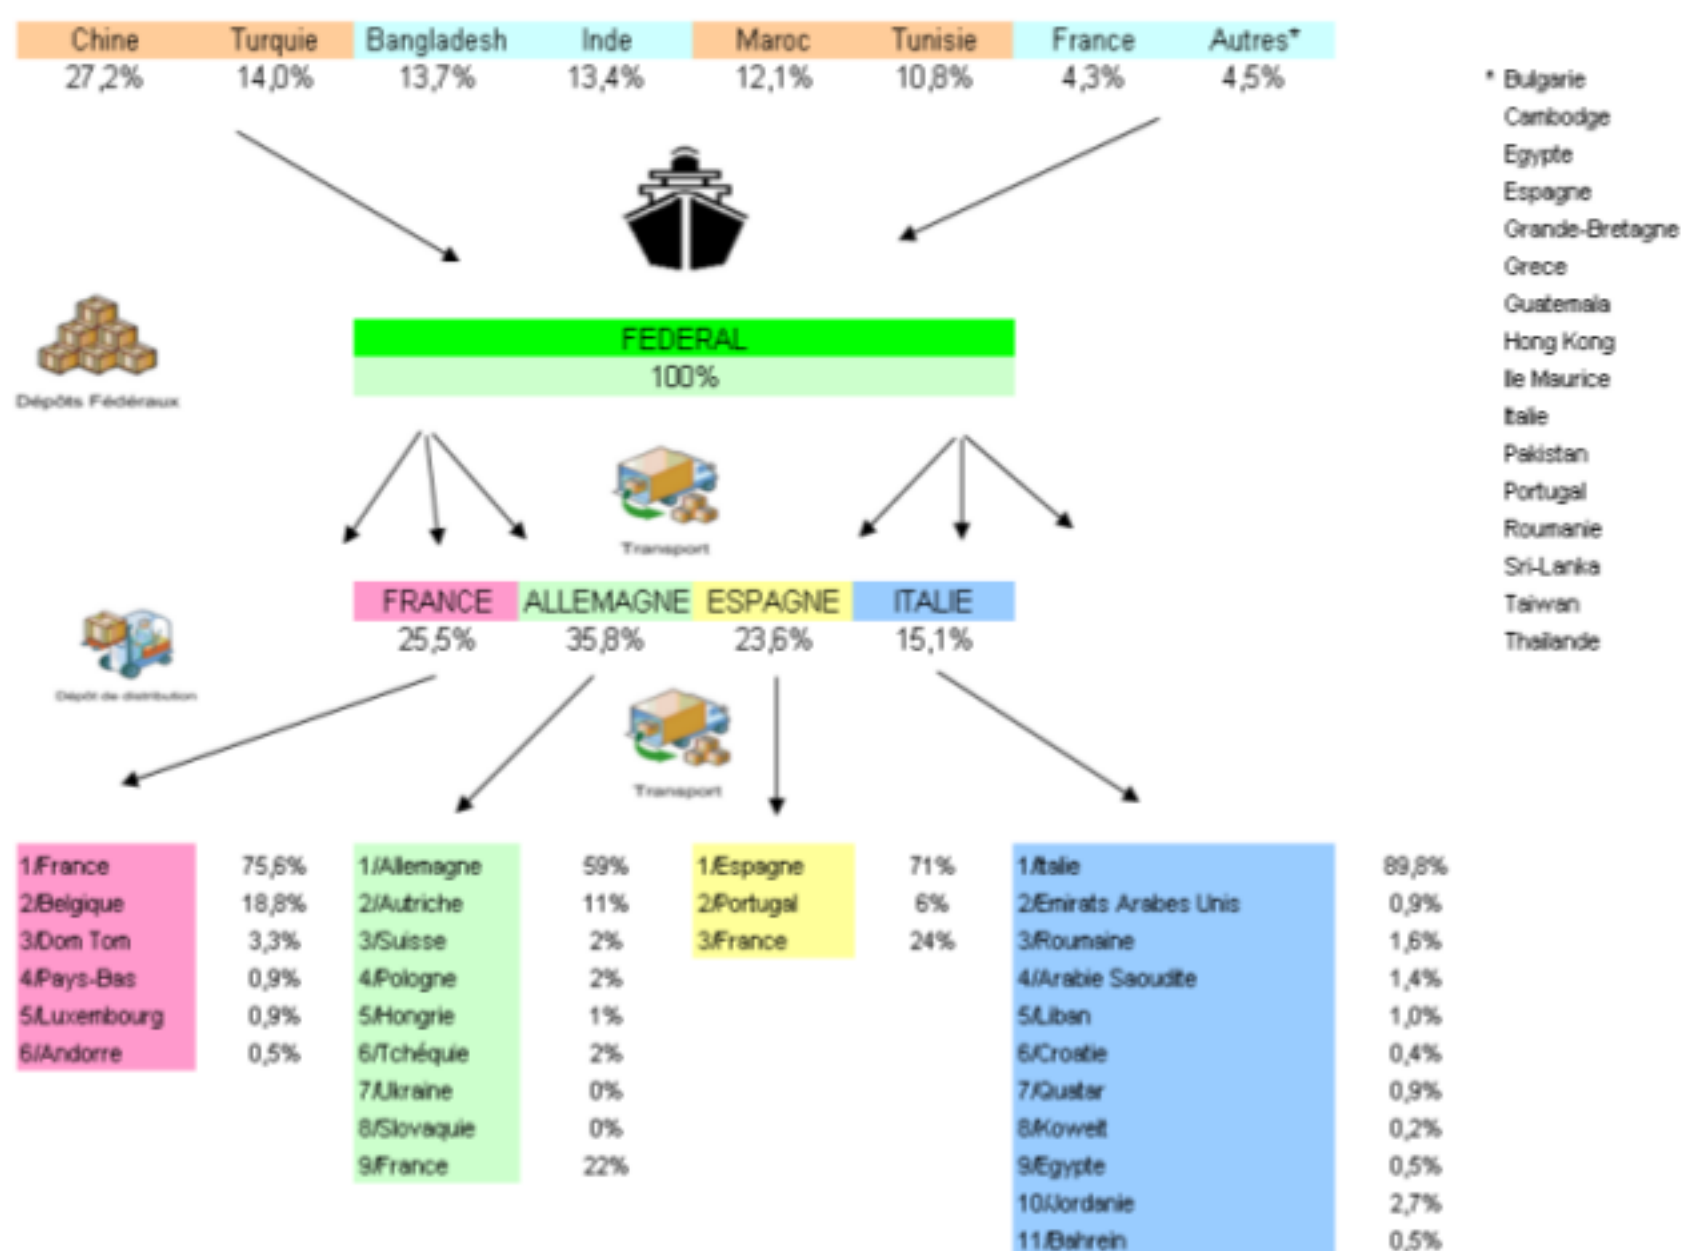 Chine Turquie Bangladesh Inde Maroc Tunisie France Autres*
27,2% 14,0% 13,7% 13,4% 12,1% 10,8% 4,3% 4,5%
* Bulgarie
Cambodge
Egypte
Espagne
Grande-Bretagne
Grece
Guatemala
Hong Kong
Ile Maurice
Italie
Pakistan
Portugal
Roumanie
Sri-Lanka
Taiwan
Thailande
FEDERAL
100%
Dépôts Fédéraux
Transport
FRANCE ALLEMAGNE ESPAGNE ITALIE
25,5% 35,8% 23,6% 15,1%
Dépôt de distribution
Transport
1/France 75,6%
2/Belgique 18,8%
3/Dom Tom 3,3%
4/Pays-Bas 0,9%
5/Luxembourg 0,9%
6/Andorre 0,5%
1/Allemagne 59%
2/Autriche 11%
3/Suisse 2%
4/Pologne 2%
5/Hongrie 1%
6/Tchéquie 2%
7/Ukraine 0%
8/Slovaquie 0%
9/France 22%
1/Espagne 71%
2/Portugal 6%
3/France 24%
1/Italie 89,8%
2/Emirats Arabes Unis 0,9%
3/Roumaine 1,6%
4/Arabie Saoudite 1,4%
5/Liban 1,0%
6/Croatie 0,4%
7/Quatar 0,9%
8/Koweit 0,2%
9/Egypte 0,5%
10/Jordanie 2,7%
11/Bahrein 0,5%